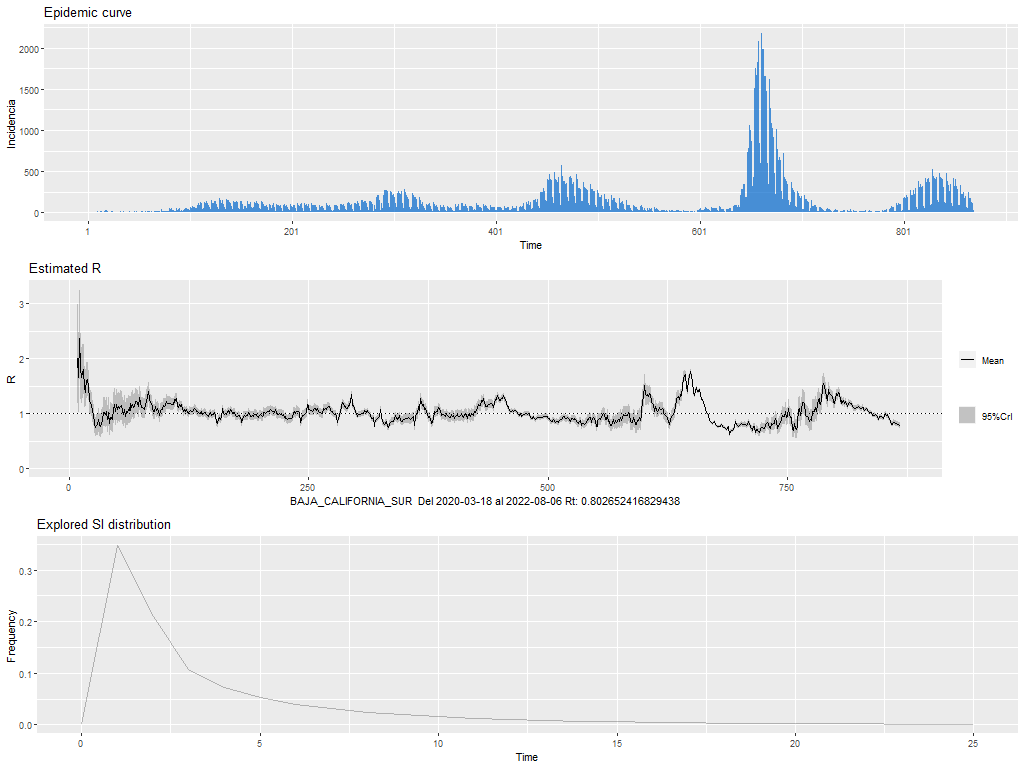 Epidemic curve
Incidencia
2000
1500
1000
500
0
1
201
401
601
801
Time
Estimated R
R
3
2
1
0
0
250
500
750
Mean
95%CrI
BAJA_CALIFORNIA_SUR Del 2020-03-18 al 2022-08-06 Rt: 0.802652416829438
Explored SI distribution
Frequency
0.3
0.2
0.1
0.0
0
5
10
15
20
25
Time